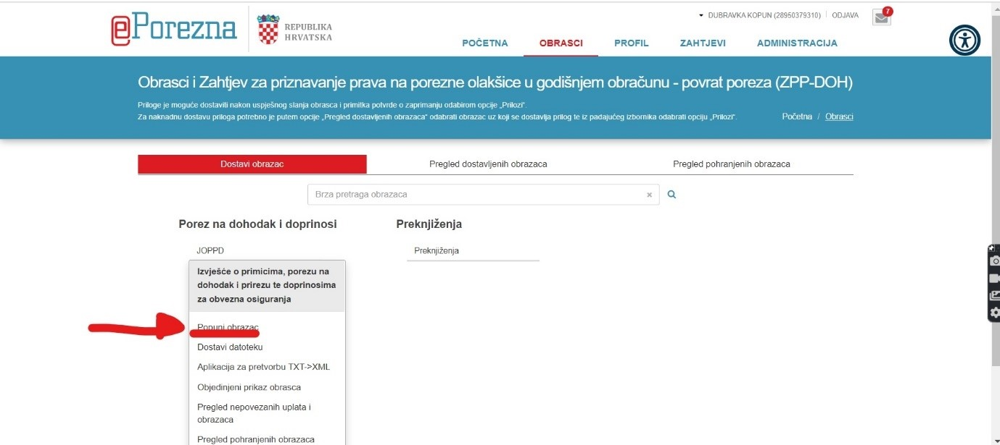 ePorezna
REPUBLIKA
HRVATSKA
DUBRAVKA KOPUN (28950379310) ODJAVA
7
POČETNA OBRASCI PROFIL ZAHTJEVI ADMINISTRACIJA
Obrasci i Zahtjev za priznavanje prava na porezne olakšice u godišnjem obračunu - povrat poreza (ZPP-DOH)
Priloge je moguće dostaviti nakon uspješnog slanja obrasca i primitka potvrde o zaprimanju odabirom opcije „Prilozi“.
Za naknadnu dostavu priloga potrebno je putem opcije „Pregled dostavljenih obrazaca“ odabrati obrazac uz koji se dostavlja prilog te iz padajućeg izbornika odabrati opciju „Prilozi“.
Početna / Obrasci
Dostavi obrazac Pregled dostavljenih obrazaca Pregled pohranjenih obrazaca
Brza pretraga obrazaca
Porez na dohodak i doprinosi
JOPPD
Izvješće o primicima, porezu na
dohodak i prirezu te doprinosima
za obvezna osiguranja
Popuni obrazac
Dostavi datoteku
Aplikacija za pretvorbu TXT->XML
Objedinjeni prikaz obrasca
Pregled nepovezanih uplata i
obrazaca
Pregled pohranjenih obrazaca
Preknjiženja
Preknjiženja